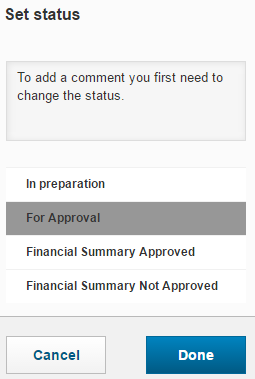 Set status
To add a comment you first need to
change the status.
In preparation
For Approval
Financial Summary Approved
Financial Summary Not Approved
Cancel
Done